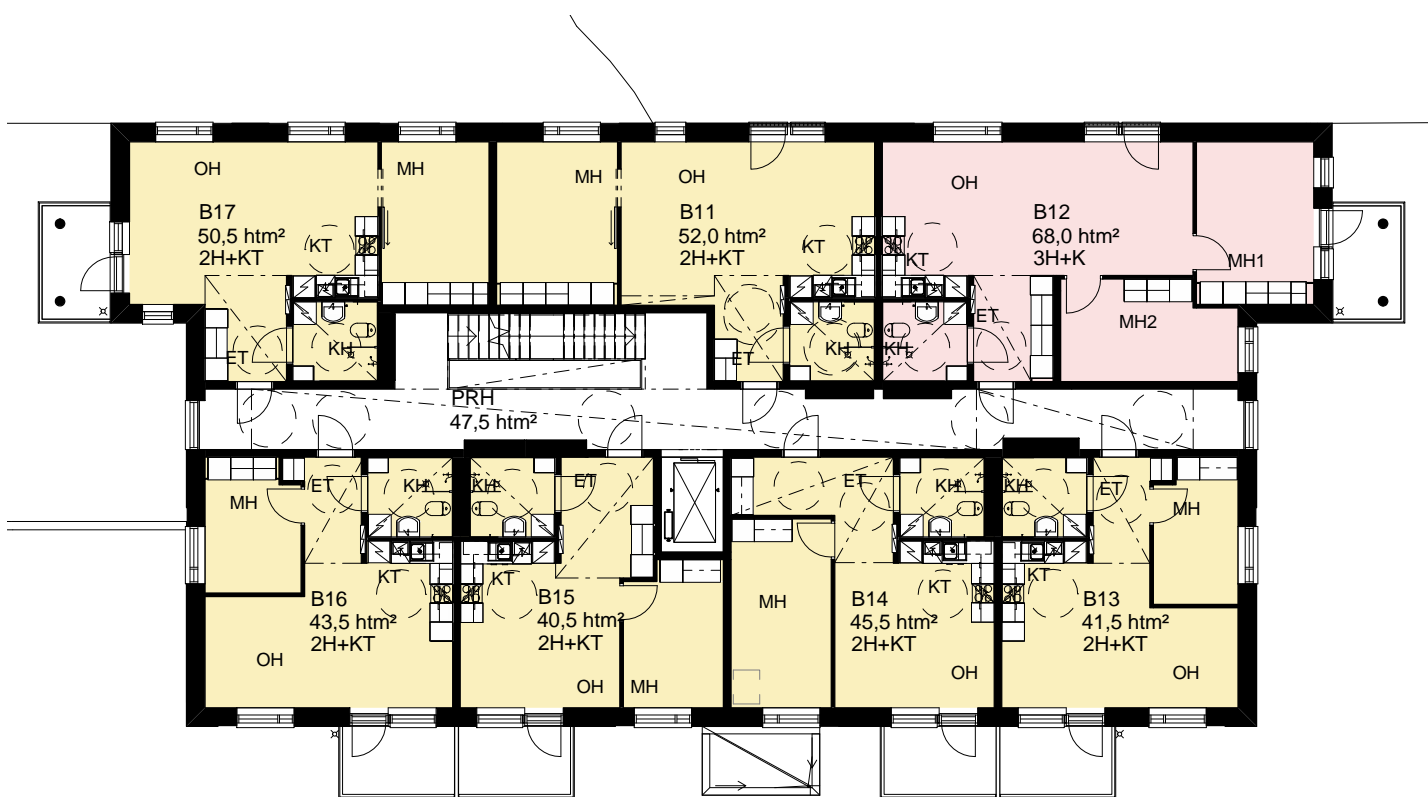 OH
MH
MH
OH
OH
B17
50,5 htm²
2H+KT
KT
B11
52,0 htm²
2H+KT
KT
B12
68,0 htm²
3H+K
KT
MH1
MH2
ET
KH
ET
KH
KH
ET
PRH
47,5 htm²
MH
ET
KH
KH
ET
ET
KH
KH
ET
MH
KT
KT
KT
KT
B16
43,5 htm²
2H+KT
B15
40,5 htm²
2H+KT
MH
B14
45,5 htm²
2H+KT
B13
41,5 htm²
2H+KT
OH
OH
MH
OH
OH